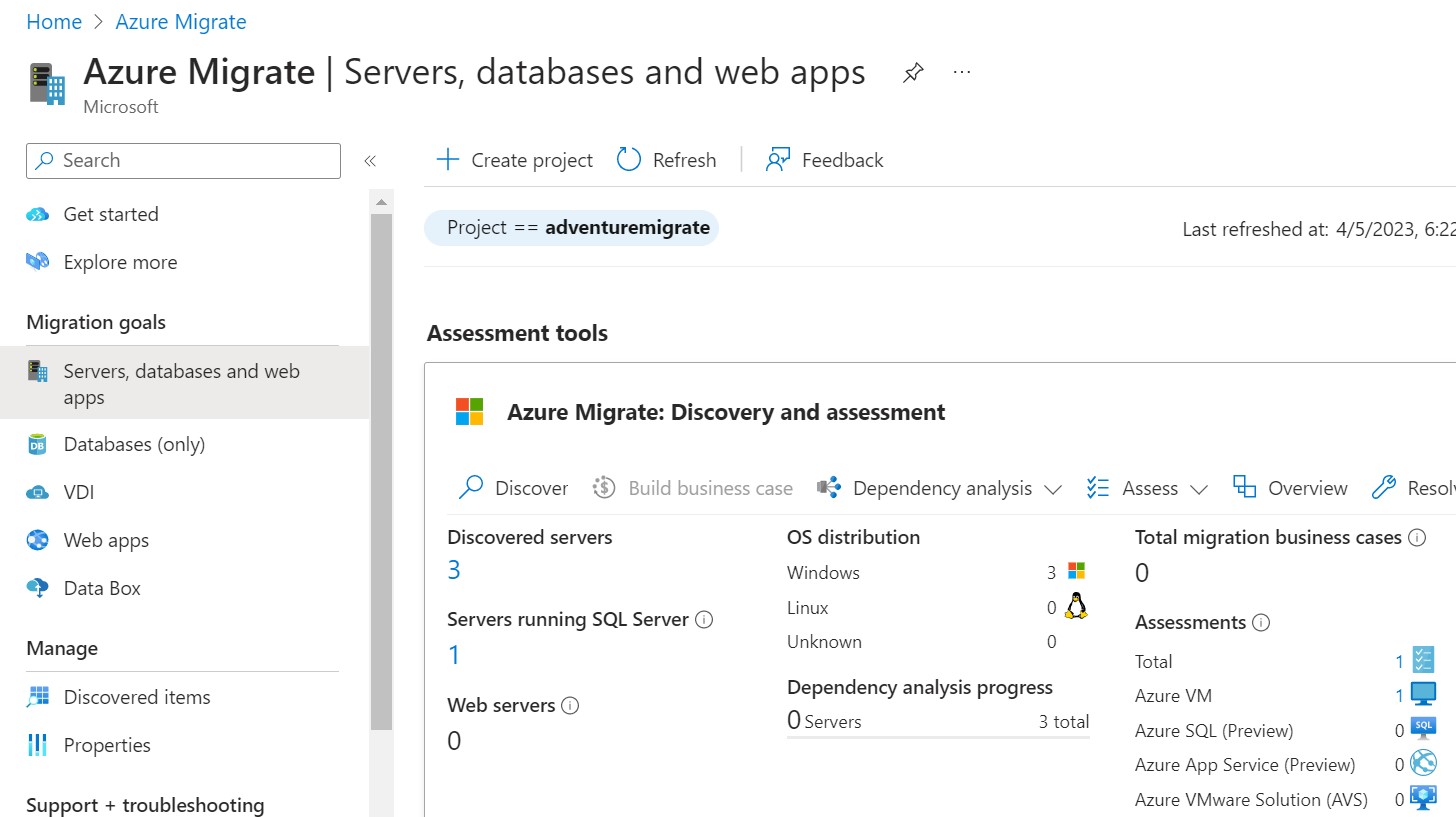 Home > Azure Migrate
Azure Migrate | Servers, databases and web apps
Microsoft
Search
Get started
Explore more
Migration goals
Servers, databases and web
apps
Databases (only)
VDI
Web apps
Data Box
Manage
Discovered items
Properties
Support + troubleshooting
Create project Refresh Feedback
Project == adventuremigrate
Last refreshed at: 4/5/2023, 6:22
Assessment tools
Azure Migrate: Discovery and assessment
Discover Build business case Dependency analysis Assess Overview Resolv
Discovered servers
3
Servers running SQL Server
1
Web servers
0
OS distribution
Windows 3
Linux 0
Unknown 0
Dependency analysis progress
0 Servers 3 total
Total migration business cases
0
Assessments
Total 1
Azure VM 1
Azure SQL (Preview) 0
Azure App Service (Preview) 0
Azure VMware Solution (AVS) 0